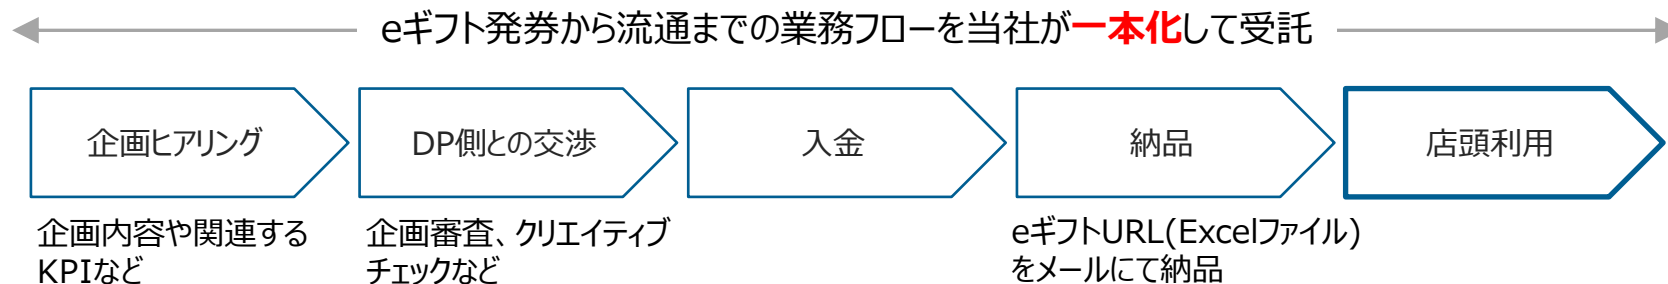 eギフト発券から流通までの業務フローを当社が一本化して受託
企画ヒアリング
DP側との交渉
入金
納品
店頭利用
企画内容や関連する
KPIなど
企画審査、クリエイティブ
チェックなど
eギフトURL(Excelファイル)
をメールにて納品